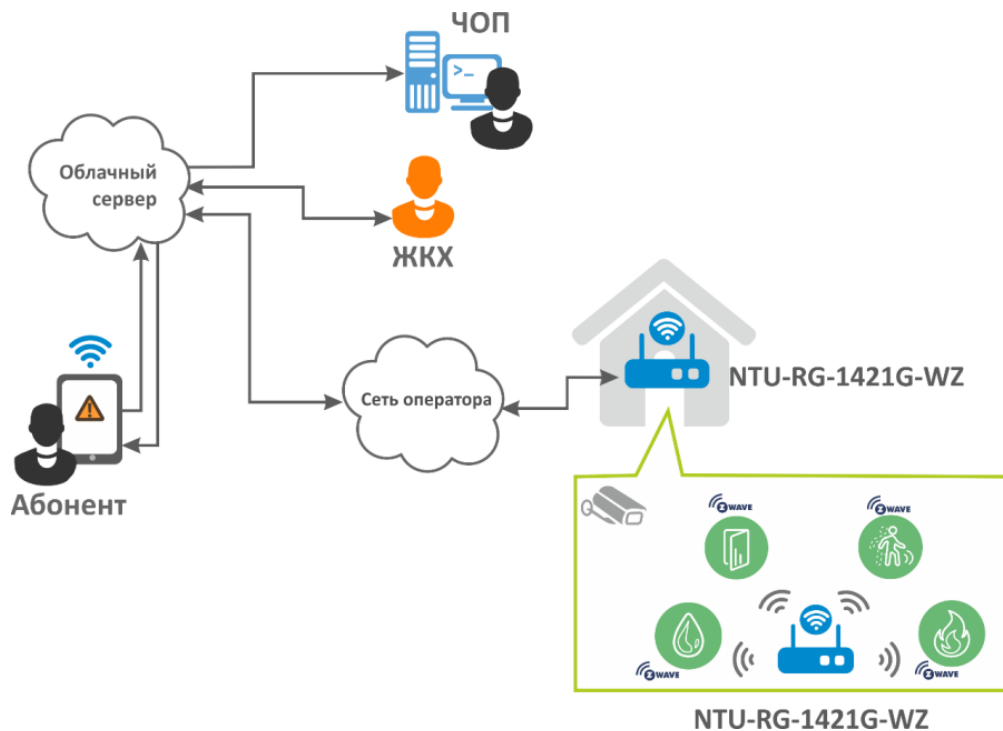 ЧОП
>_
Облачный
сервер
ЖКХ
NTU-RG-1421G-WZ
Сеть оператора
Абонент
Z WAVE
Z WAVE
Z WAVE
Z WAVE
NTU-RG-1421G-WZ